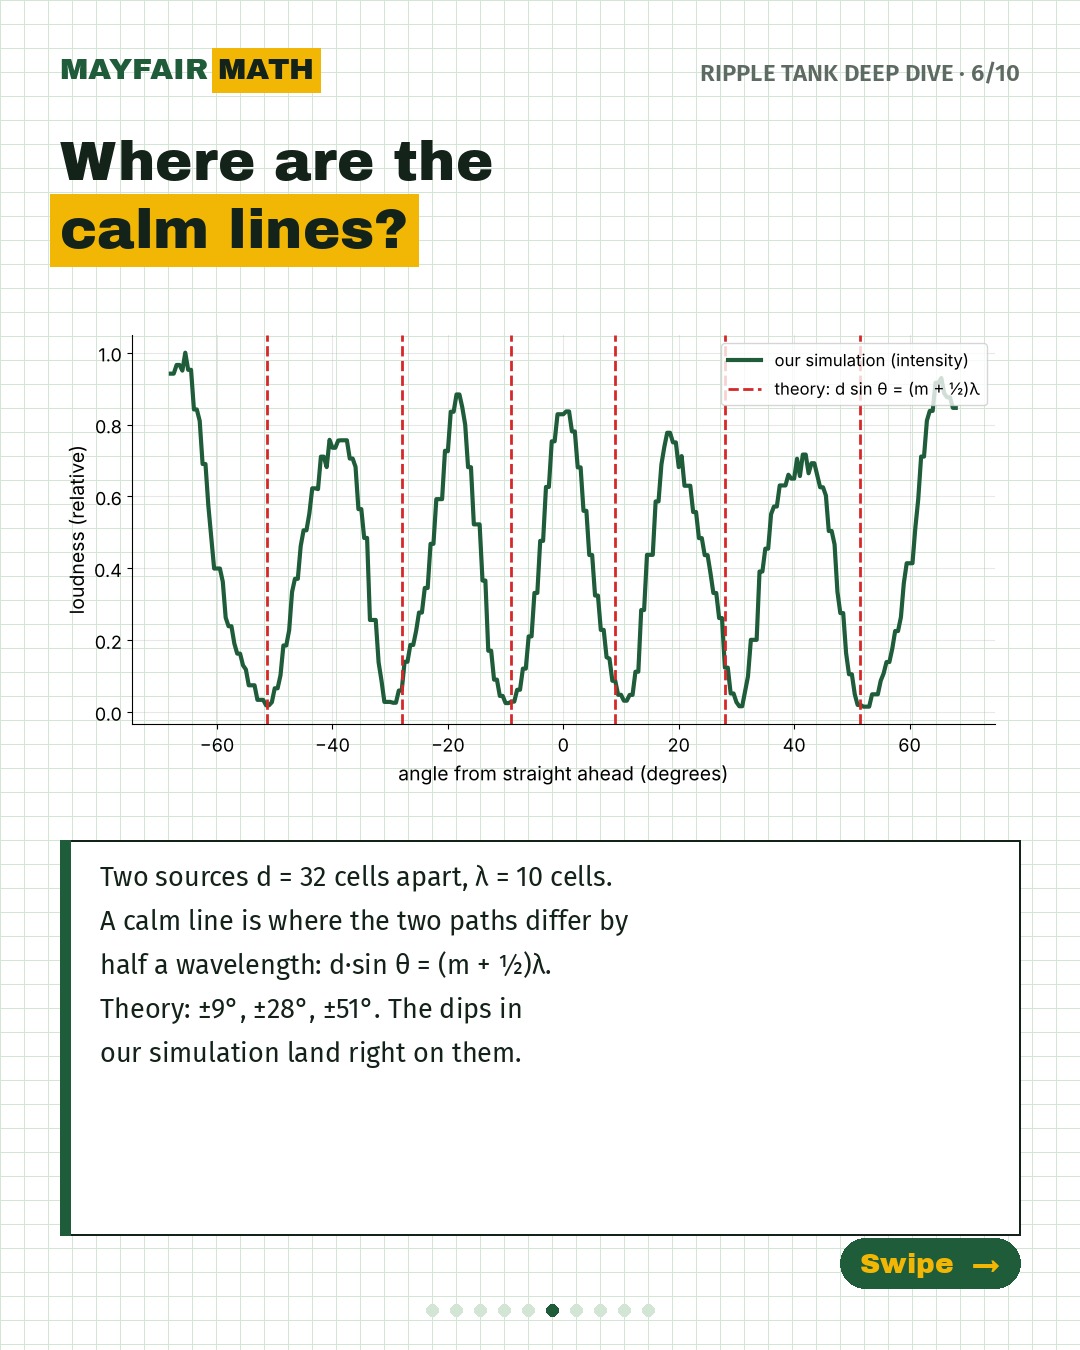 MAYFAIR MATH
RIPPLE TANK DEEP DIVE · 6/10
Where are the
calm lines?
our simulation (intensity)
theory: d sin θ = (m + ½)λ
1.0
0.8
0.6
0.4
0.2
0.0
loudness (relative)
−60 −40 −20 0 20 40 60
angle from straight ahead (degrees)
Two sources d = 32 cells apart, λ = 10 cells.
A calm line is where the two paths differ by
half a wavelength: d·sin θ = (m + ½)λ.
Theory: ±9°, ±28°, ±51°. The dips in
our simulation land right on them.
Swipe →